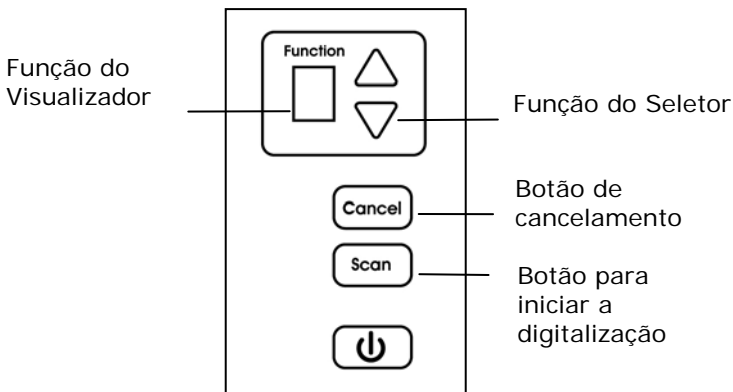 Function
Função do
Visualizador
Função do Seletor
Cancel
Botão de
cancelamento
Scan
Botão para
iniciar a
digitalização